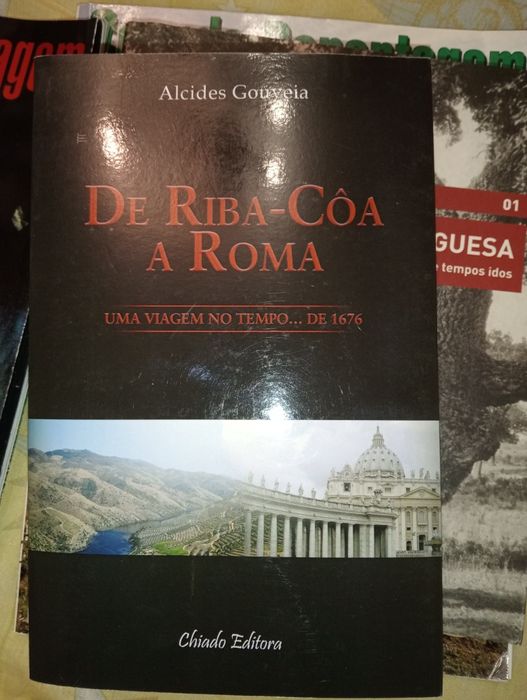 Alcides Gouveia
DE RIBA-CÔA
A ROMA
UMA VIAGEM NO TEMPO... DE 1676
Chiado Editora
01
GUESA
e tempos idos